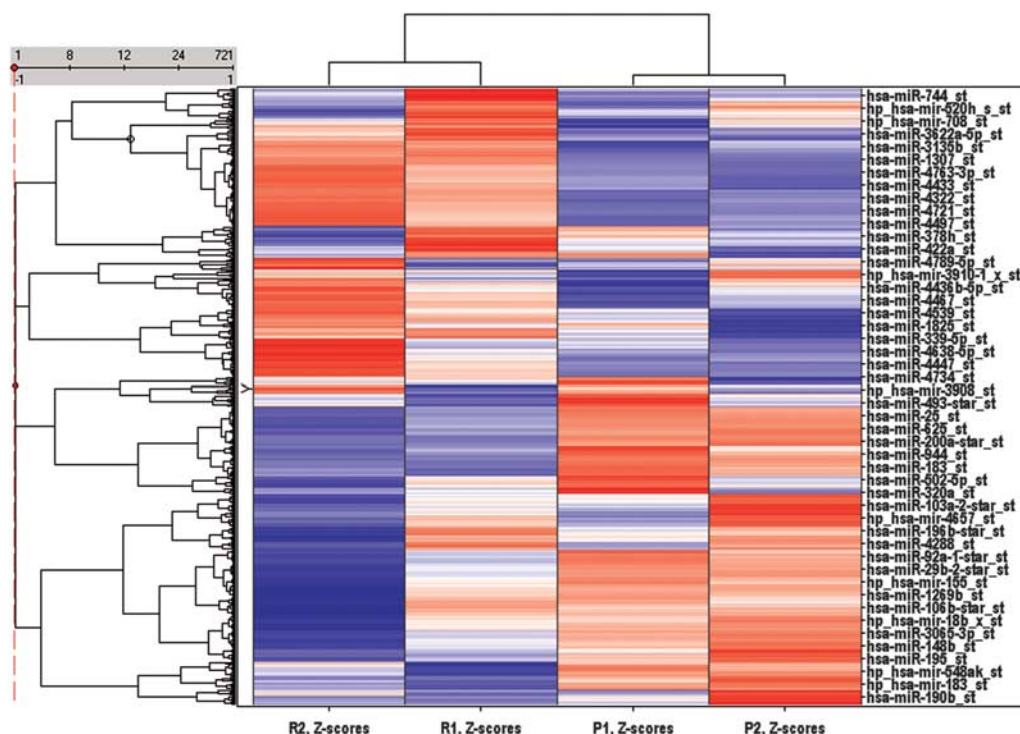 1 8 12 24 721
-1 1
hsa-miR-744_st
hp_hsa-mir-520h_s_st
hp_hsa-mir-708_st
hsa-miR-3622a-5p_st
hsa-miR-3135b_st
hsa-miR-1307_st
hsa-miR-4763-3p_st
hsa-miR-4433_st
hsa-miR-4322_st
hsa-miR-4721_st
hsa-miR-4497_st
hsa-miR-378h_st
hsa-miR-422a_st
hsa-miR-4789-5p_st
hp_hsa-mir-3910-1_x_st
hsa-miR-4436b-5p_st
hsa-miR-4467_st
hsa-miR-4539_st
hsa-miR-1825_st
hsa-miR-339-5p_st
hsa-miR-4638-5p_st
hsa-miR-4447_st
hsa-miR-4734_st
hp_hsa-mir-3908_st
hsa-miR-493-star_st
hsa-miR-25_st
hsa-miR-625_st
hsa-miR-200a-star_st
hsa-miR-944_st
hsa-miR-183_st
hsa-miR-502-5p_st
hsa-miR-320a_st
hsa-miR-103a-2-star_st
hp_hsa-mir-4657_st
hsa-miR-196b-star_st
hsa-miR-4288_st
hsa-miR-92a-1-star_st
hsa-miR-29b-2-star_st
hp_hsa-mir-155_st
hsa-miR-1269b_st
hsa-miR-106b-star_st
hp_hsa-mir-18b_x_st
hsa-miR-3065-3p_st
hsa-miR-148b_st
hsa-miR-195_st
hp_hsa-mir-548ak_st
hp_hsa-mir-183_st
hsa-miR-190b_st
R2, Z-scores R1, Z-scores P1, Z-scores P2, Z-scores